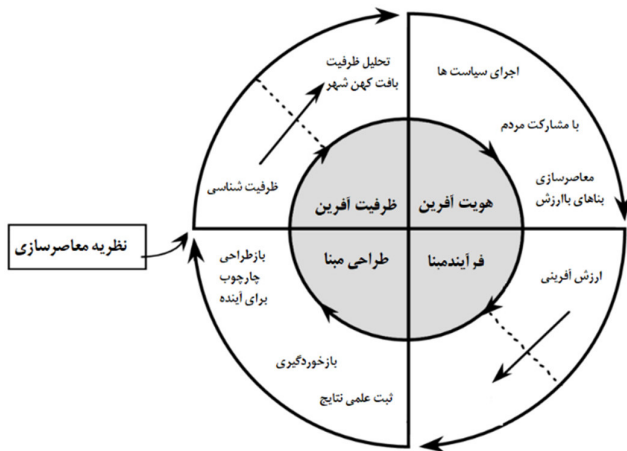 تحلیل ظرفیت
بافت کهن شهر
ظرفیت شناسی
اجرای سیاست ها
با مشارکت مردم
معاصرسازی
بناهای باارزش
هویت آفرین
ظرفیت آفرین
فرآیندمبنا
طراحی مبنا
نظریه معاصرسازی
ارزش آفرینی
بازطراحی
چارچوب
برای آینده
بازخوردگیری
ثبت علمی نتایج